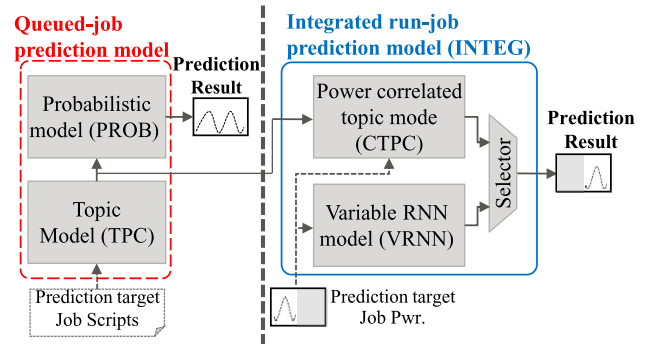 Queued-job
prediction model
Prediction
Result
Probabilistic
model (PROB)
Topic
Model (TPC)
Prediction target
Job Scripts
Integrated run-job
prediction model (INTEG)
Power correlated
topic mode
(CTPC)
Variable RNN
model (VRNN)
Selector
Prediction
Result
Prediction target
Job Pwr.